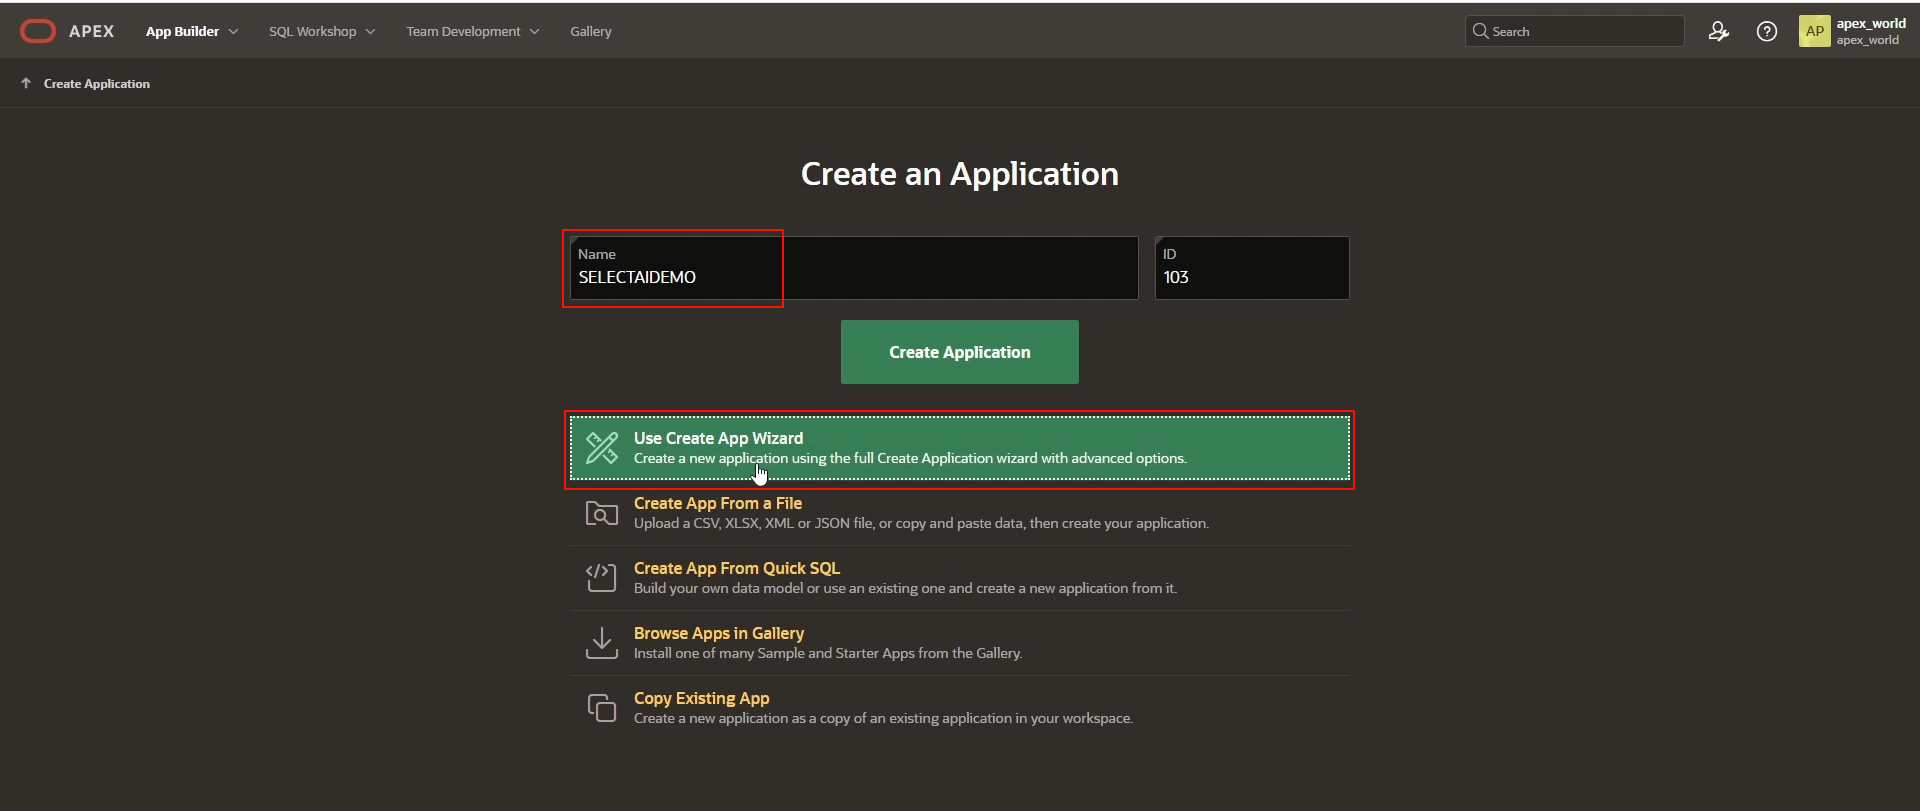 APEX App Builder SQL Workshop Team Development Gallery Search AP apex_world
apex_world
Create Application
Create an Application
Name ID
SELECTAIDEMO 103
Create Application
Use Create App Wizard
Create a new application using the full Create Application wizard with advanced options.
Create App From a File
Upload a CSV, XLSX, XML or JSON file, or copy and paste data, then create your application.
Create App From Quick SQL
Build your own data model or use an existing one and create a new application from it.
Browse Apps in Gallery
Install one of many Sample and Starter Apps from the Gallery.
Copy Existing App
Create a new application as a copy of an existing application in your workspace.